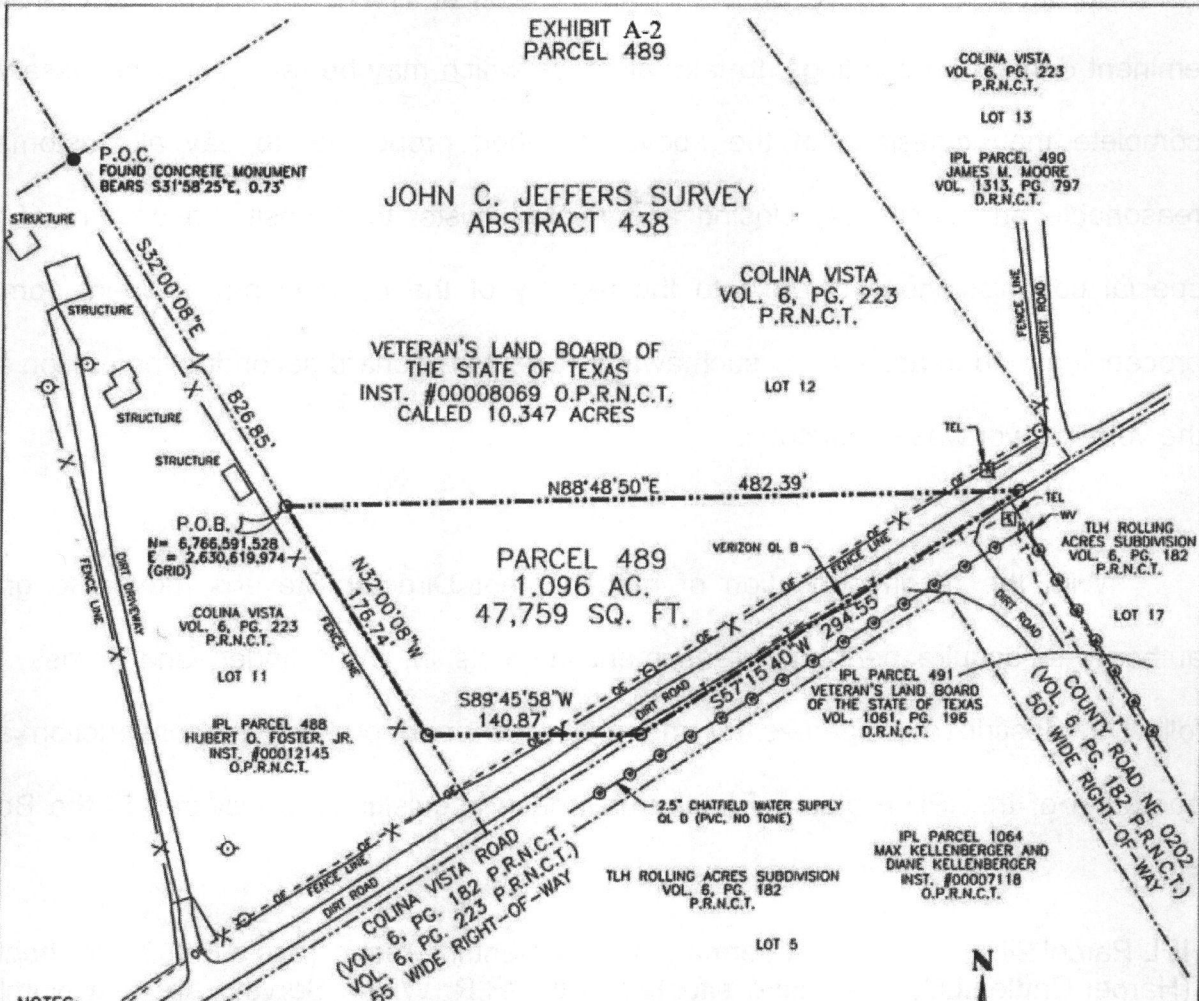 EXHIBIT A-2
PARCEL 489
COLINA VISTA
VOL. 6, PG. 223
P.R.N.C.T.
LOT 13
IPL PARCEL 490
JAMES M. MOORE
VOL. 1313, PG. 797
D.R.N.C.T.
P.O.C.
FOUND CONCRETE MONUMENT
BEARS S31°58'25"E, 0.73'
JOHN C. JEFFERS SURVEY
ABSTRACT 438
STRUCTURE
STRUCTURE
STRUCTURE
STRUCTURE
S32°00'08"E
826.85'
COLINA VISTA
VOL. 6, PG. 223
P.R.N.C.T.
LOT 12
FENCE LINE
DIRT ROAD
VETERAN'S LAND BOARD OF
THE STATE OF TEXAS
INST. #00008069 O.P.R.N.C.T.
CALLED 10.347 ACRES
TEL
N88°48'50"E 482.39'
P.O.B.
N= 6,766,591,528
E = 2,630,619,974
(GRID)
PARCEL 489
1.096 AC.
47,759 SQ. FT.
VERIZON QL B
OE FENCE LINE OE
TEL
WV
TLH ROLLING
ACRES SUBDIVISION
VOL. 6, PG. 182
P.R.N.C.T.
LOT 17
FENCE LINE
DIRT DRIVEWAY
COLINA VISTA
VOL. 6, PG. 223
P.R.N.C.T.
LOT 11
N32°00'08"W
176.74'
FENCE LINE
IPL PARCEL 488
HUBERT O. FOSTER, JR.
INST. #00012145
O.P.R.N.C.T.
S89°45'58"W
140.87'
DIRT ROAD
S57°15'40"W 294.55'
IPL PARCEL 491
VETERAN'S LAND BOARD
OF THE STATE OF TEXAS
VOL. 1061, PG. 196
D.R.N.C.T.
DIRT ROAD
COUNTY ROAD NE 0202
(VOL. 6, PG. 182 P.R.N.C.T.)
50' WIDE RIGHT-OF-WAY
2.5" CHATFIELD WATER SUPPLY
QL D (PVC, NO TONE)
OE FENCE LINE OE
DIRT ROAD
COLINA VISTA ROAD
(VOL. 6, PG. 182 P.R.N.C.T.
VOL. 6, PG. 223 P.R.N.C.T.)
55' WIDE RIGHT-OF-WAY
TLH ROLLING ACRES SUBDIVISION
VOL. 6, PG. 182
P.R.N.C.T.
LOT 5
IPL PARCEL 1064
MAX KELLENBERGER AND
DIANE KELLENBERGER
INST. #00007118
O.P.R.N.C.T.
N
NOTES: